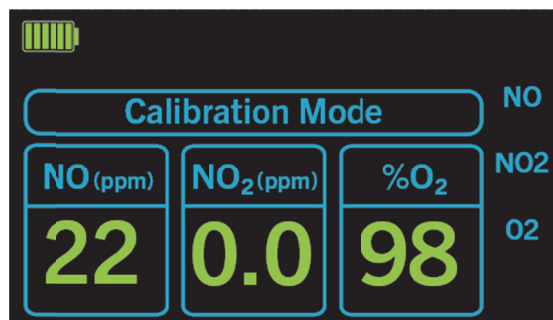 Calibration Mode
NO
NO₂
O2
NO (ppm) NO₂ (ppm) %O₂
22 0.0 98